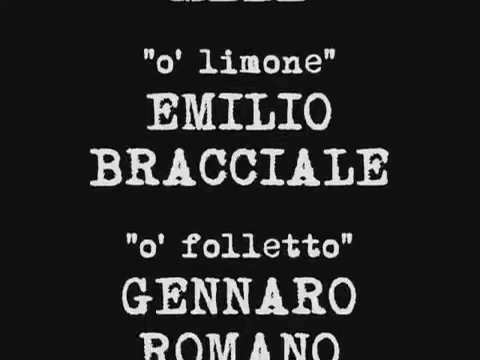 "o' limone"
EMILIO
BRACCIALE
"o' folletto"
GENNARO
ROMANO